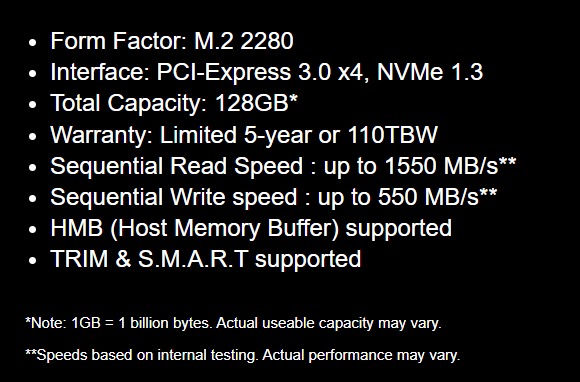 • Form Factor: M.2 2280
• Interface: PCI-Express 3.0 x4, NVMe 1.3
• Total Capacity: 128GB*
• Warranty: Limited 5-year or 110TBW
• Sequential Read Speed : up to 1550 MB/s**
• Sequential Write speed : up to 550 MB/s**
• HMB (Host Memory Buffer) supported
• TRIM & S.M.A.R.T supported
*Note: 1GB = 1 billion bytes. Actual useable capacity may vary.
**Speeds based on internal testing. Actual performance may vary.